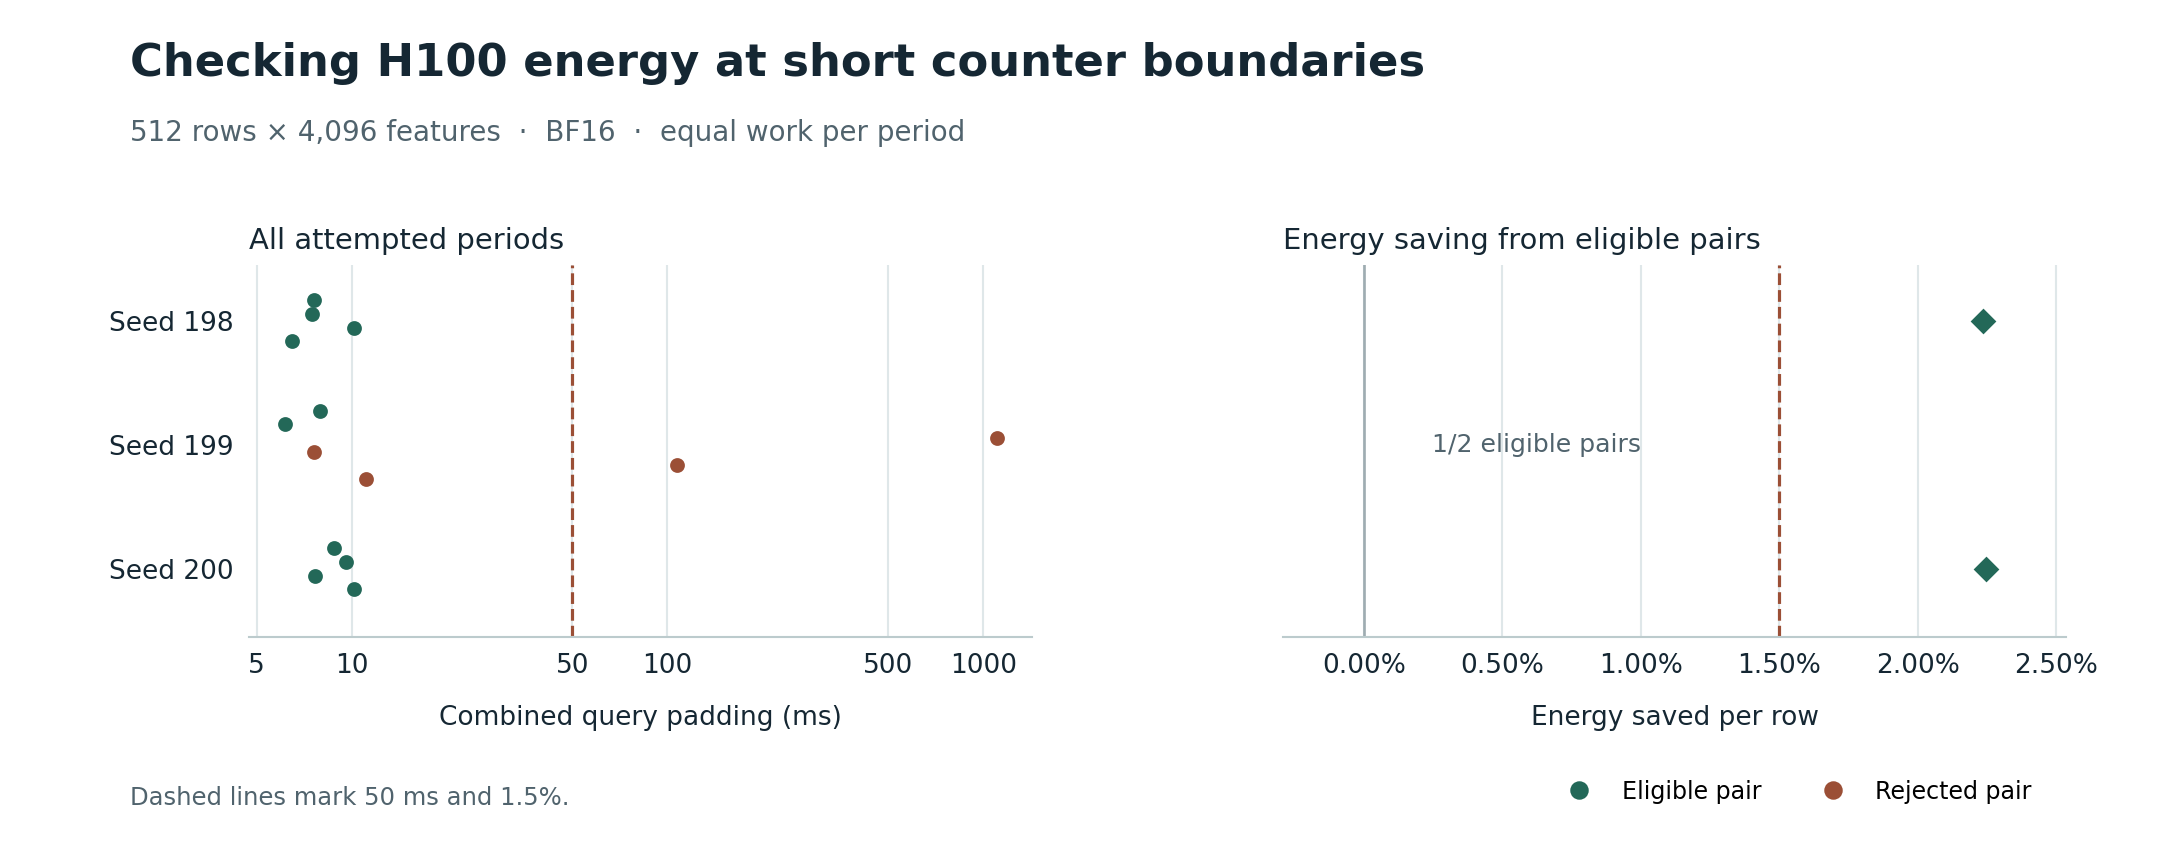 Checking H100 energy at short counter boundaries
512 rows × 4,096 features · BF16 · equal work per period
All attempted periods
Seed 198
Seed 199
Seed 200
5 10 50 100 500 1000
Combined query padding (ms)
Energy saving from eligible pairs
1/2 eligible pairs
0.00% 0.50% 1.00% 1.50% 2.00% 2.50%
Energy saved per row
Dashed lines mark 50 ms and 1.5%.
Eligible pair Rejected pair